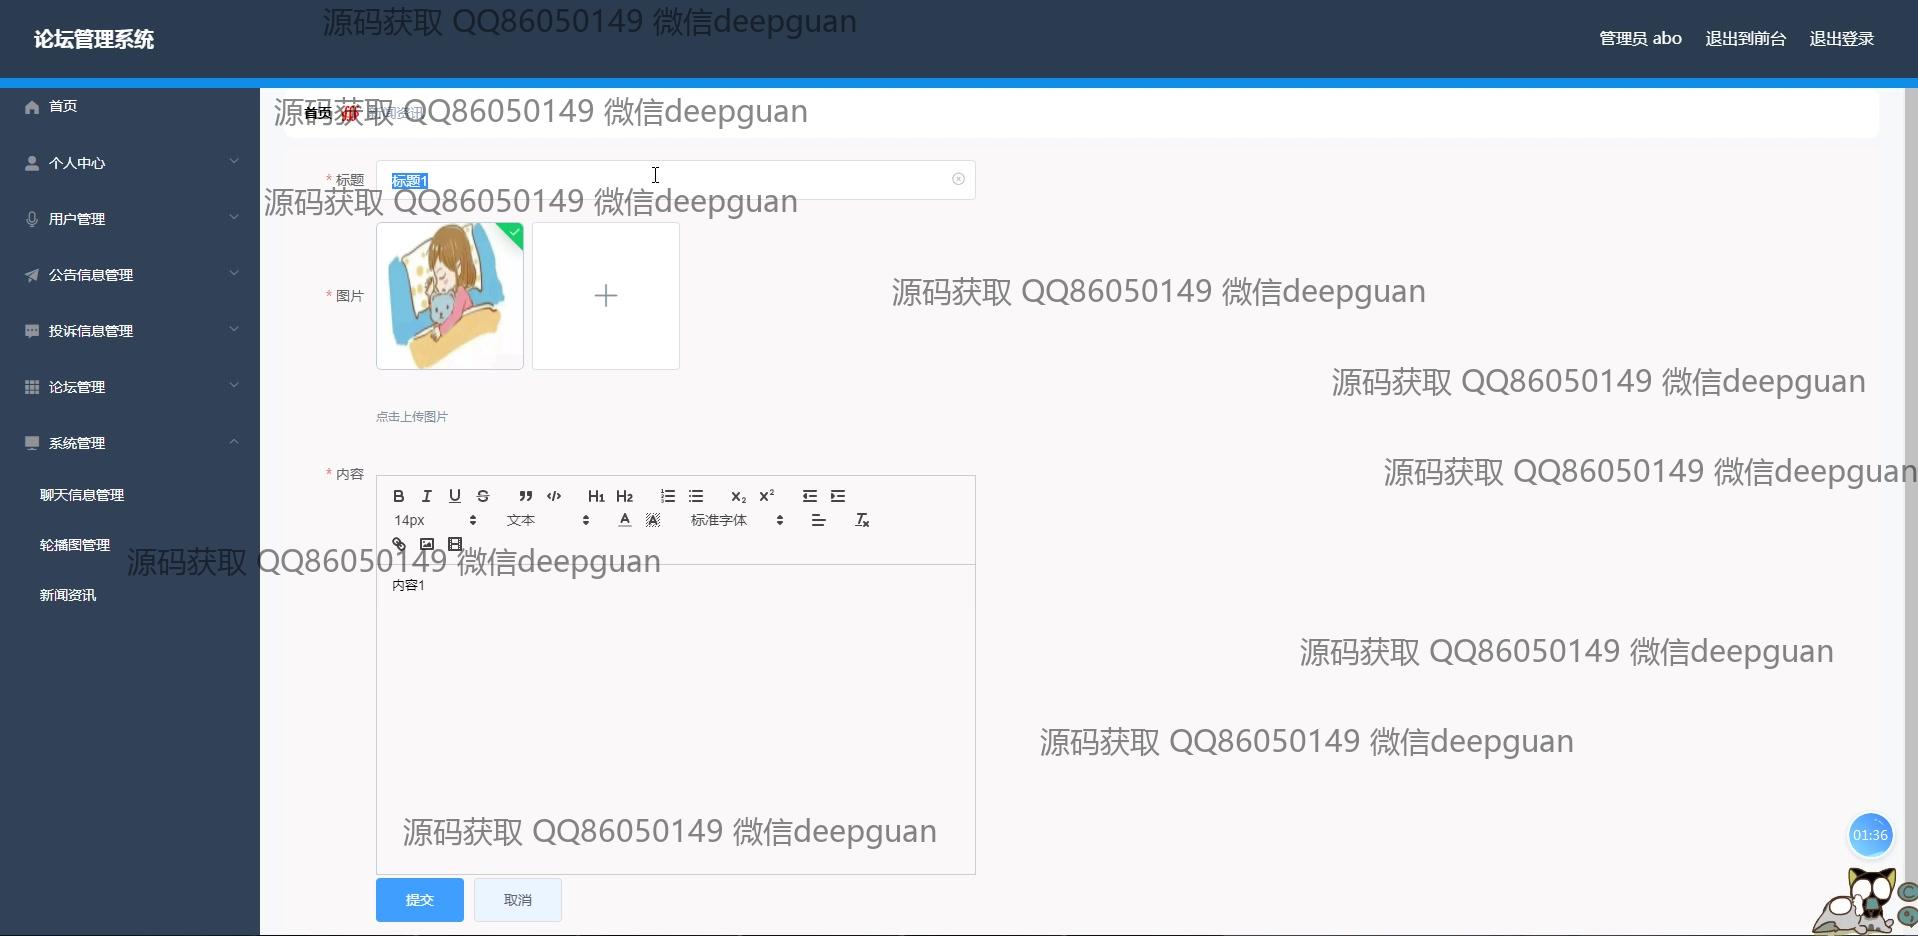 论坛管理系统
源码获取 QQ86050149 微信deepguan
管理员 abo 退出到前台 退出登录
首页
个人中心
用户管理
公告信息管理
投诉信息管理
论坛管理
系统管理
聊天信息管理
轮播图管理
新闻资讯
首页 新闻资讯
源码获取 QQ86050149 微信deepguan
* 标题 标题1
源码获取 QQ86050149 微信deepguan
* 图片
源码获取 QQ86050149 微信deepguan
源码获取 QQ86050149 微信deepguan
点击上传图片
源码获取 QQ86050149 微信deepguan
* 内容
B I U S H1 H2 X2 X2
14px 文本 A A 标准字体 Tx
源码获取 QQ86050149 微信deepguan
内容1
源码获取 QQ86050149 微信deepguan
源码获取 QQ86050149 微信deepguan
源码获取 QQ86050149 微信deepguan
01:36
提交 取消